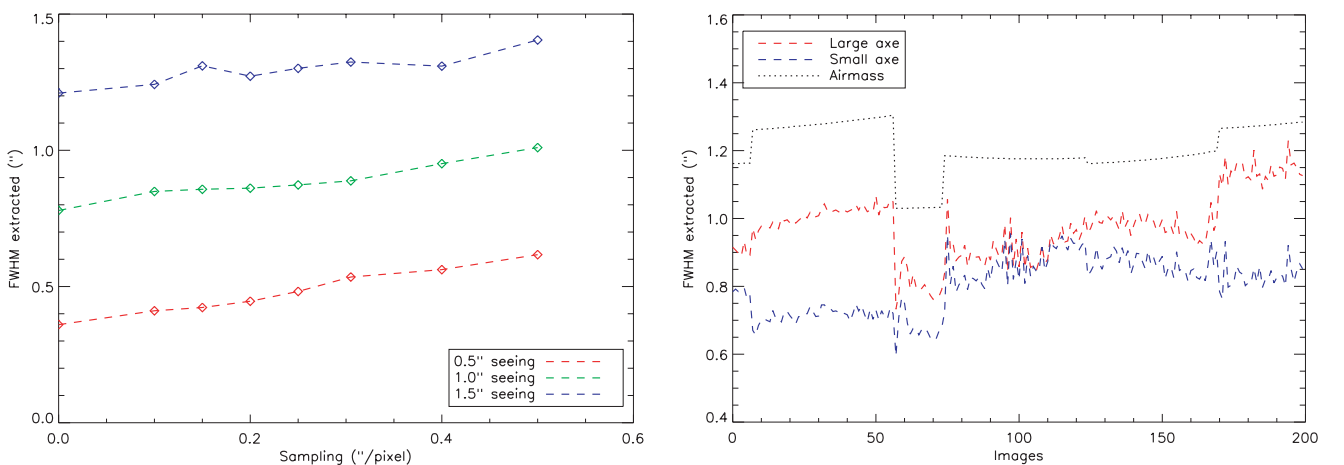 1.5
1.0
0.5
0.0
FWHM extracted (")
0.5" seeing
1.0" seeing
1.5" seeing
0.0
0.2
0.4
0.6
Sampling ("/pixel)
1.6
1.4
1.2
1.0
0.8
0.6
0.4
FWHM extracted (")
Large axe
Small axe
Airmass
0
50
100
150
200
Images